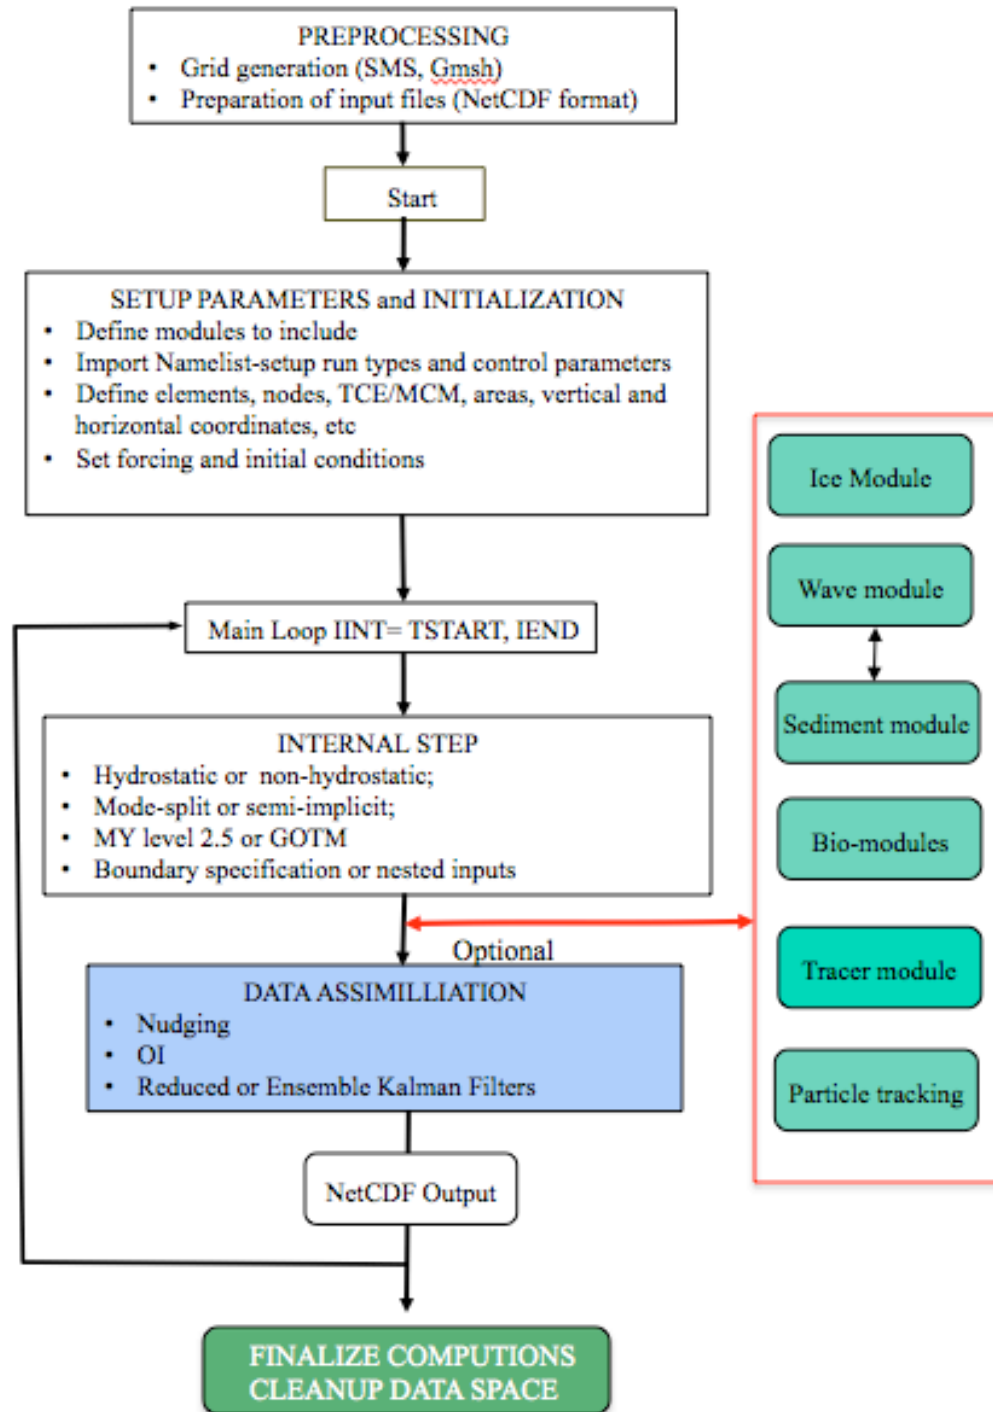 PREPROCESSING
• Grid generation (SMS, Gmsh)
• Preparation of input files (NetCDF format)
Start
SETUP PARAMETERS and INITIALIZATION
• Define modules to include
• Import Namelist-setup run types and control parameters
• Define elements, nodes, TCE/MCM, areas, vertical and
horizontal coordinates, etc
• Set forcing and initial conditions
Main Loop IINT= TSTART, IEND
INTERNAL STEP
• Hydrostatic or non-hydrostatic;
• Mode-split or semi-implicit;
• MY level 2.5 or GOTM
• Boundary specification or nested inputs
Optional
DATA ASSIMILLIATION
• Nudging
• OI
• Reduced or Ensemble Kalman Filters
NetCDF Output
FINALIZE COMPUTIONS
CLEANUP DATA SPACE
Ice Module
Wave module
Sediment module
Bio-modules
Tracer module
Particle tracking